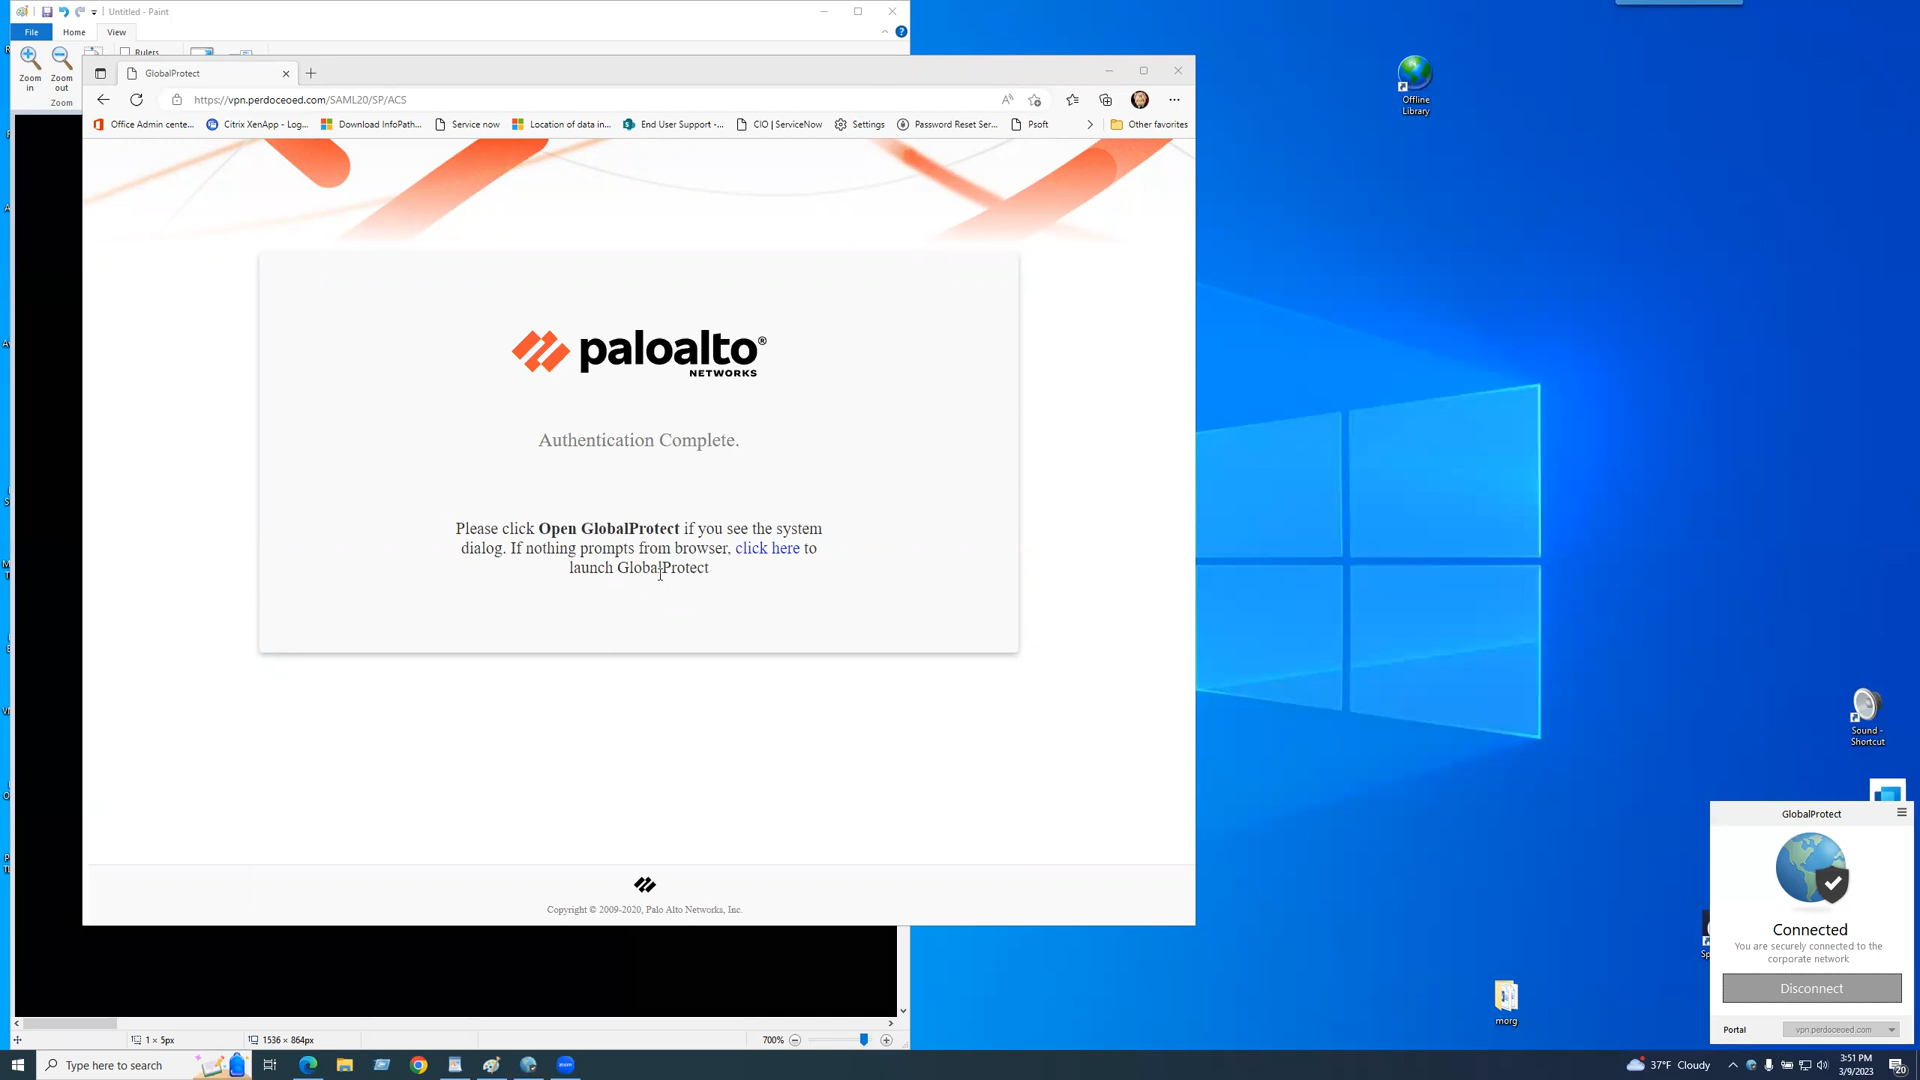 Untitled - Paint
File
Home
View
Zoom in
Zoom out
Rulers
Zoom
GlobalProtect
https://vpn.perdoceoed.com/SAML20/SP/ACS
Office Admin cente...
Citrix XenApp - Log...
Download InfoPath...
Service now
Location of data in...
End User Support -...
CIO | ServiceNow
Settings
Password Reset Ser...
Psoft
Other favorites
paloalto®
NETWORKS
Authentication Complete.
Please click Open GlobalProtect if you see the system
dialog. If nothing prompts from browser, click here to
launch GlobalProtect
Copyright © 2009-2020, Palo Alto Networks, Inc.
Offline
Library
Sound -
Shortcut
morg
GlobalProtect
Connected
You are securely connected to the
corporate network
Disconnect
Portal
vpn.perdoceoed.com
1 × 5px
1536 × 864px
700%
Type here to search
zoom
37°F Cloudy
3:51 PM
3/9/2023
20